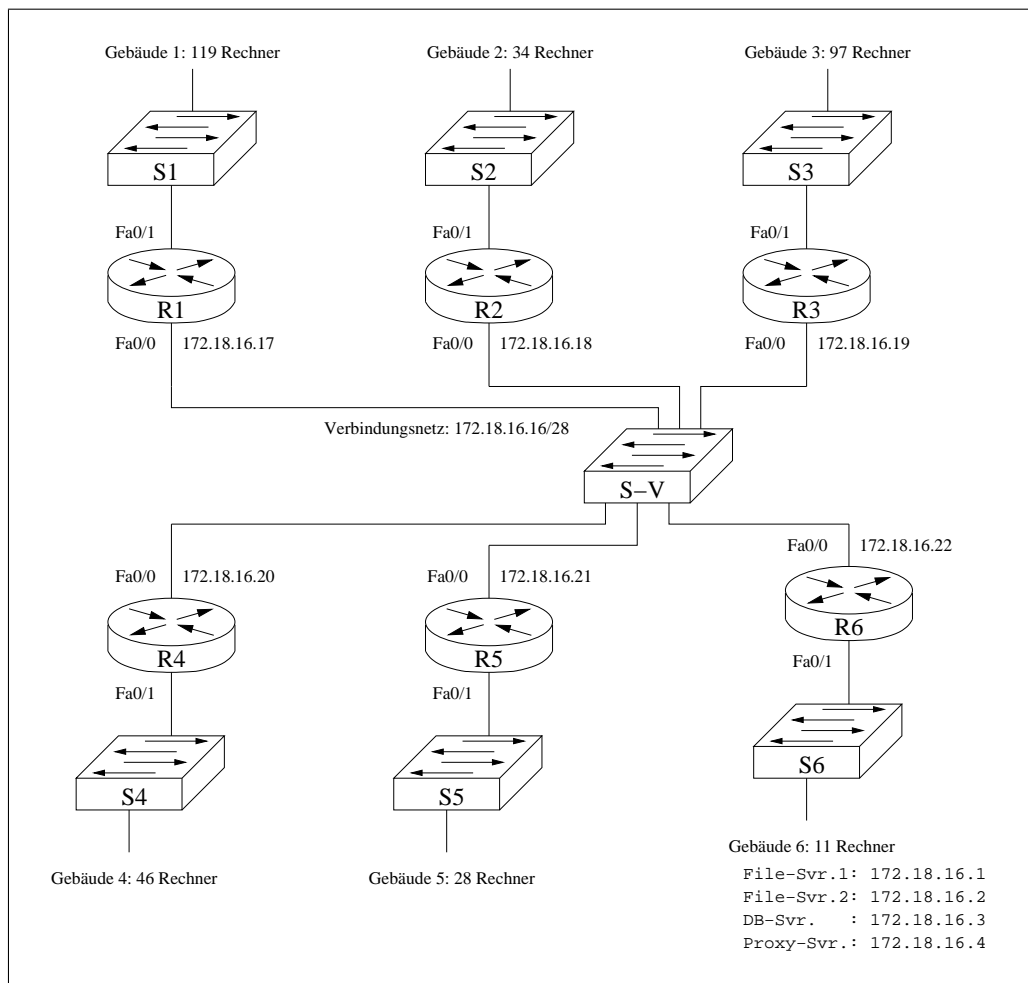 Gebäude 1: 119 Rechner
Gebäude 2: 34 Rechner
Gebäude 3: 97 Rechner
S1
S2
S3
Fa0/1
Fa0/1
Fa0/1
R1
R2
R3
Fa0/0
172.18.16.17
Fa0/0
172.18.16.18
Fa0/0
172.18.16.19
Verbindungsnetz: 172.18.16.16/28
S–V
Fa0/0
172.18.16.20
Fa0/0
172.18.16.21
Fa0/0
172.18.16.22
R4
R5
R6
Fa0/1
Fa0/1
Fa0/1
S4
S5
S6
Gebäude 4: 46 Rechner
Gebäude 5: 28 Rechner
Gebäude 6: 11 Rechner
File-Svr.1: 172.18.16.1
File-Svr.2: 172.18.16.2
DB-Svr. : 172.18.16.3
Proxy-Svr.: 172.18.16.4